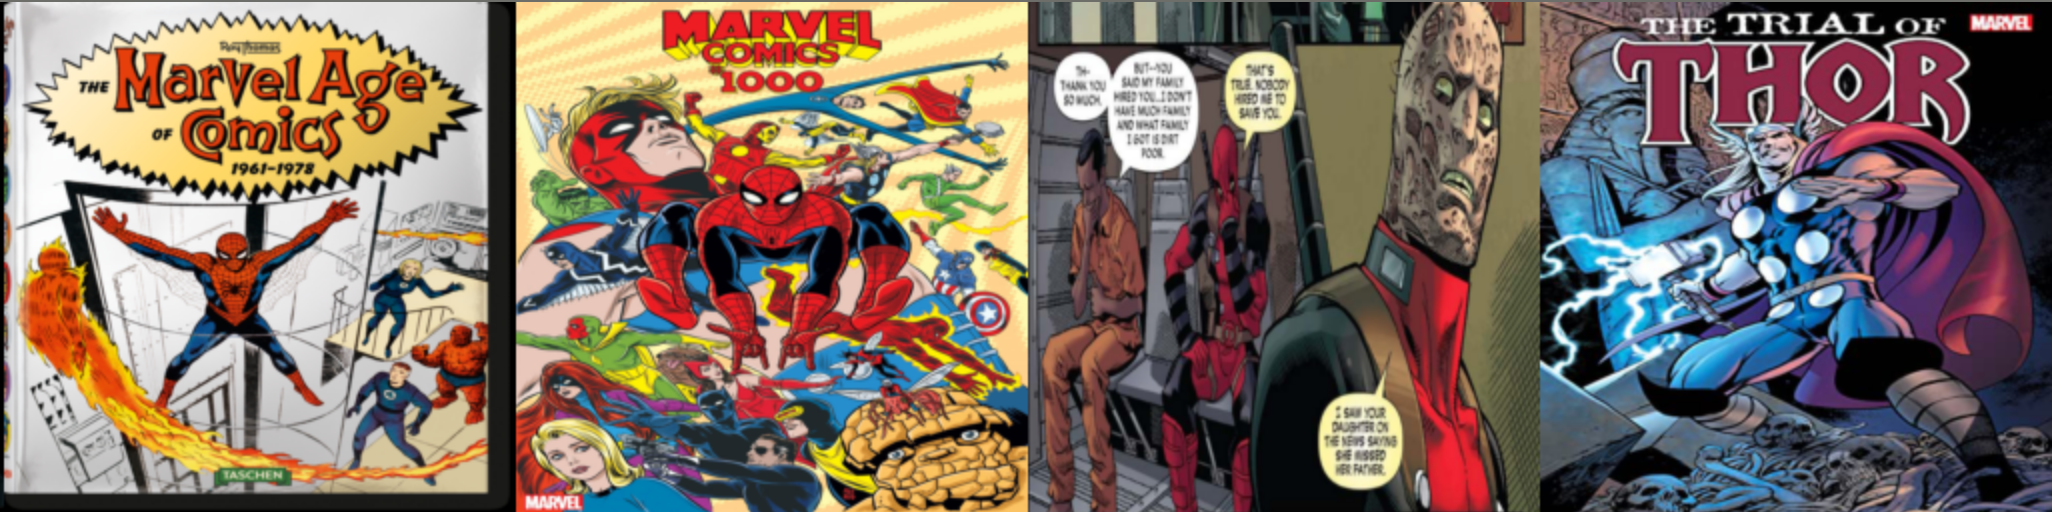 Roy Thomas
THE Marvel Age
OF Comics
1961–1978
TASCHEN
MARVEL
COMICS
1000
MARVEL
TH-
THANK YOU
SO MUCH.
BUT--YOU
SAID MY FAMILY
HIRED YOU...I DON'T
HAVE MUCH FAMILY
AND WHAT FAMILY
I GOT IS DIRT
POOR.
THAT'S
TRUE. NOBODY
HIRED ME TO
SAVE YOU.
I SAW YOUR
DAUGHTER ON
THE NEWS SAYING
SHE MISSED
HER FATHER.
THE TRIAL OF
THOR
MARVEL